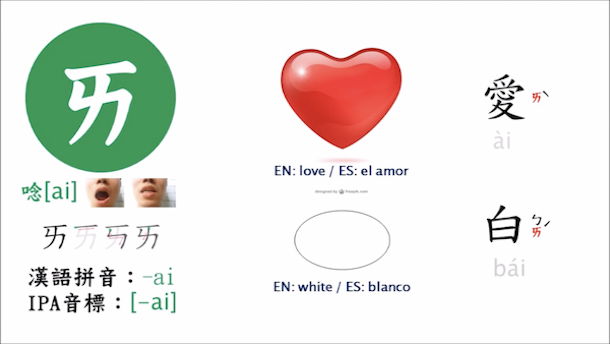 ㄞ
唸[ai]
ㄞ ㄞ ㄞ ㄞ
漢語拼音：-ai
IPA音標：[-ai]
EN: love / ES: el amor
designed by freepik.com
EN: white / ES: blanco
愛 ㄞˋ
ài
白 ㄅㄞˊ
bái